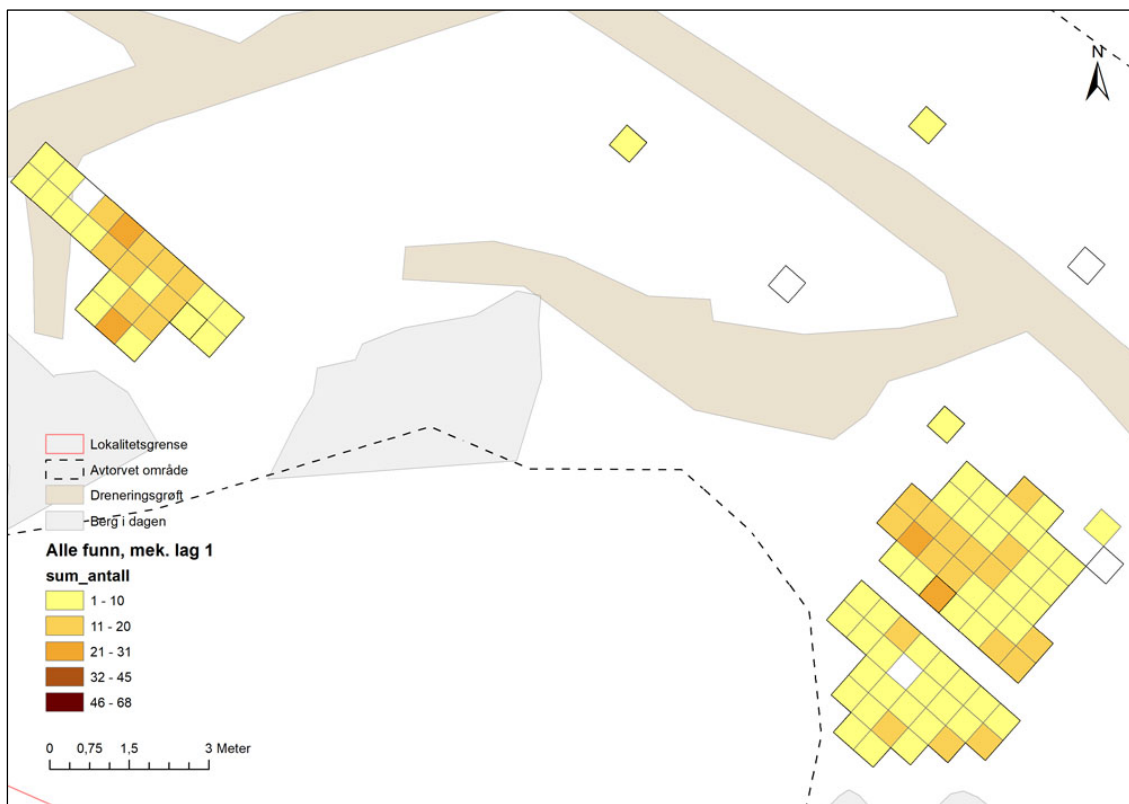 N
Lokalitetsgrense
Avtorvet område
Dreneringsgrøft
Berg i dagen
Alle funn, mek. lag 1
sum_antall
1 - 10
11 - 20
21 - 31
32 - 45
46 - 68
0 0,75 1,5 3 Meter